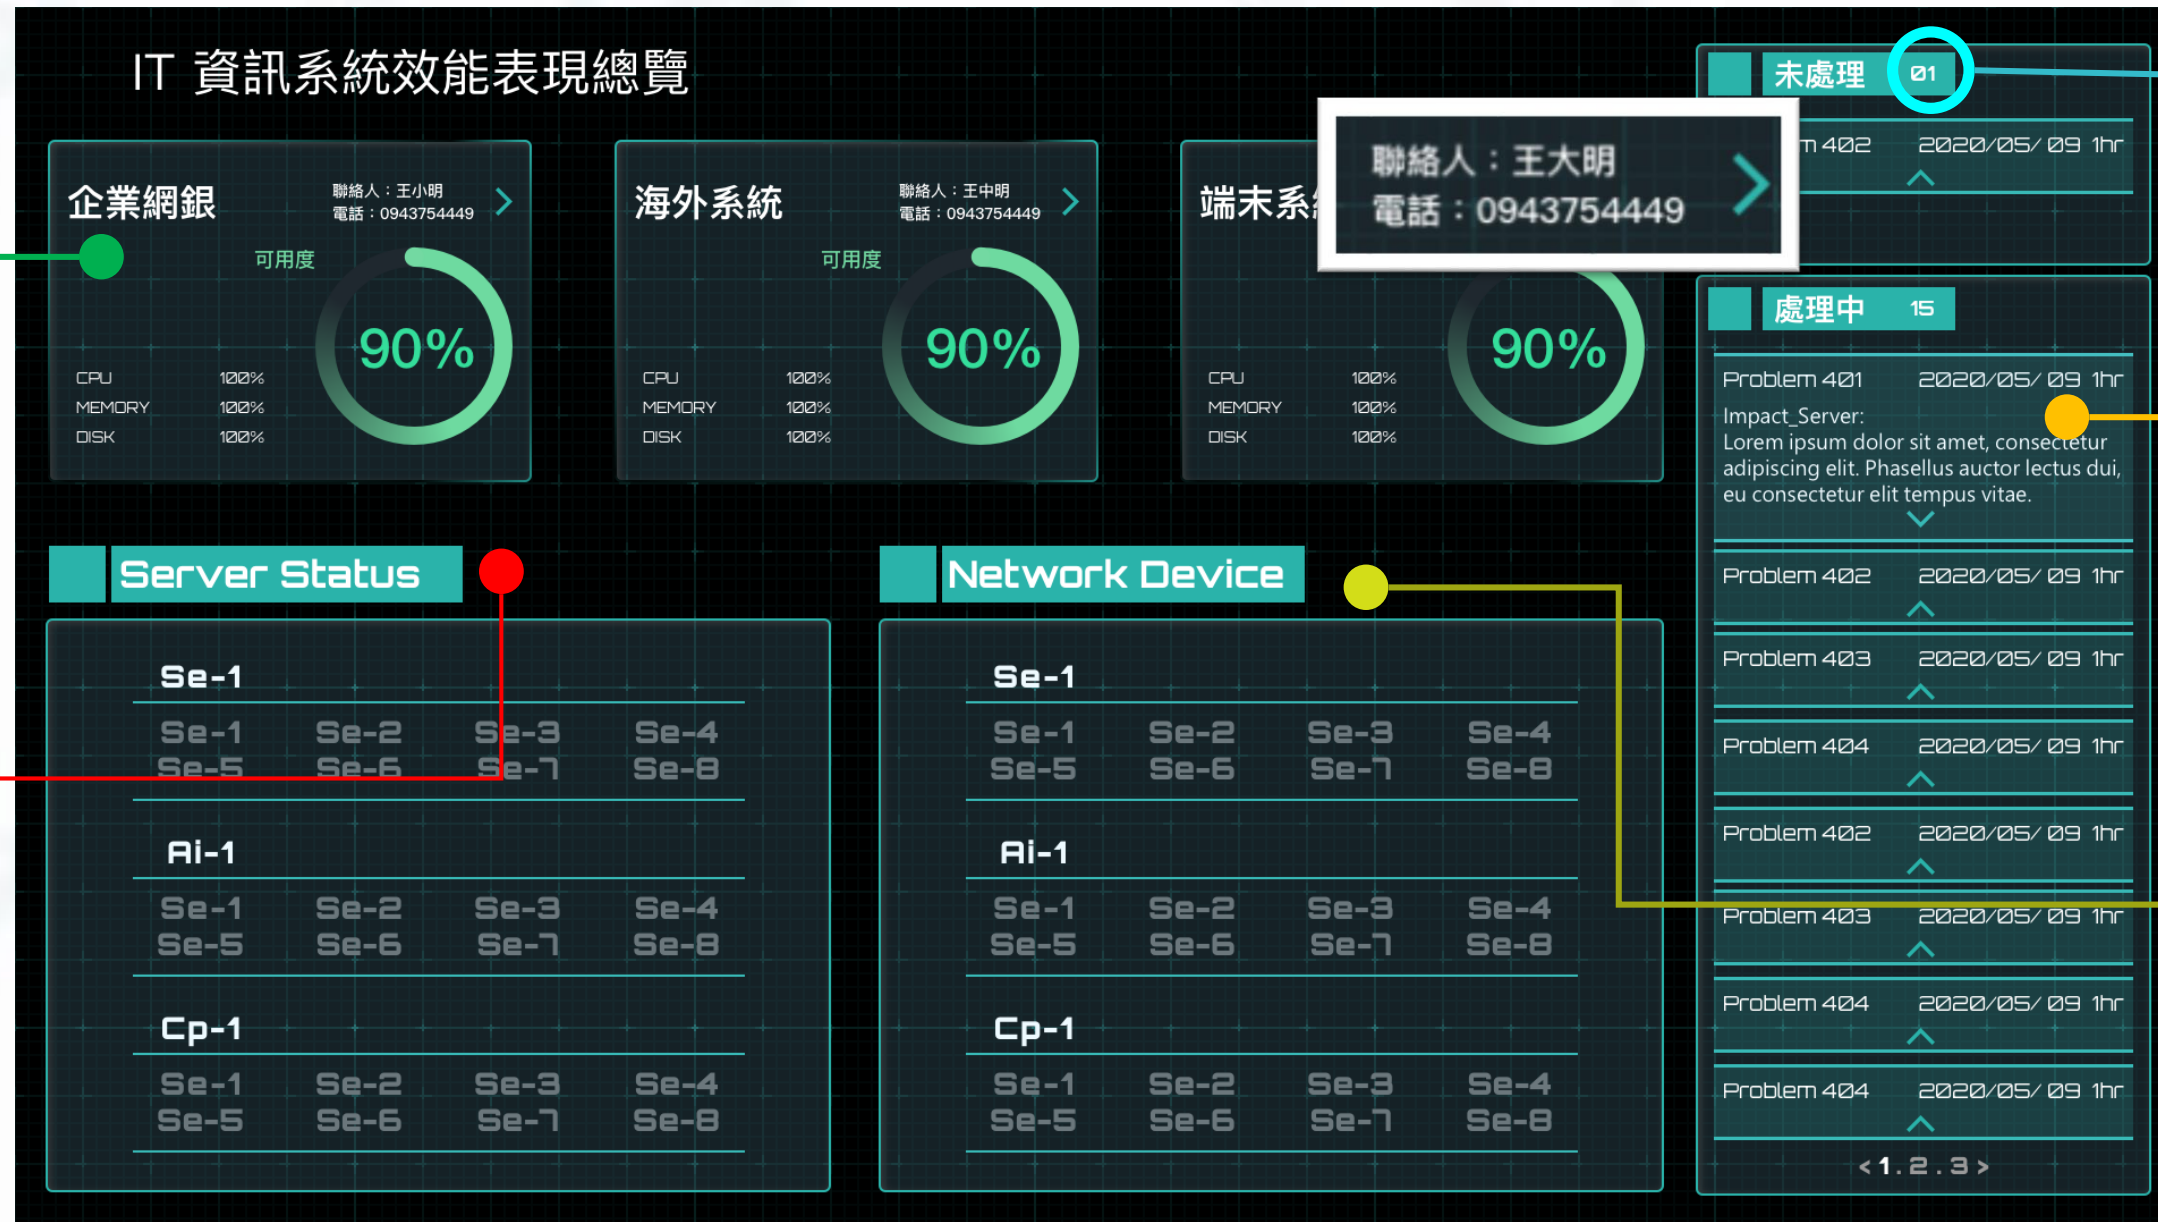 IT 資訊系統效能表現總覽
企業網銀
聯絡人：王小明
電話：0943754449
可用度
90%
CPU 100%
MEMORY 100%
DISK 100%
海外系統
聯絡人：王中明
電話：0943754449
可用度
90%
CPU 100%
MEMORY 100%
DISK 100%
端末系
聯絡人：王大明
電話：0943754449
90%
CPU 100%
MEMORY 100%
DISK 100%
未處理 01
402 2020/05/ 09 1hr
處理中 15
Problem 401 2020/05/ 09 1hr
Impact_Server:
Lorem ipsum dolor sit amet, consectetur
adipiscing elit. Phasellus auctor lectus dui,
eu consectetur elit tempus vitae.
Problem 402 2020/05/ 09 1hr
Problem 403 2020/05/ 09 1hr
Problem 404 2020/05/ 09 1hr
Problem 402 2020/05/ 09 1hr
Problem 403 2020/05/ 09 1hr
Problem 404 2020/05/ 09 1hr
Problem 404 2020/05/ 09 1hr
<1.2.3>
Server Status
Se-1
Se-1 Se-2 Se-3 Se-4
Se-5 Se-6 Se-7 Se-8
Ai-1
Se-1 Se-2 Se-3 Se-4
Se-5 Se-6 Se-7 Se-8
Cp-1
Se-1 Se-2 Se-3 Se-4
Se-5 Se-6 Se-7 Se-8
Network Device
Se-1
Se-1 Se-2 Se-3 Se-4
Se-5 Se-6 Se-7 Se-8
Ai-1
Se-1 Se-2 Se-3 Se-4
Se-5 Se-6 Se-7 Se-8
Cp-1
Se-1 Se-2 Se-3 Se-4
Se-5 Se-6 Se-7 Se-8